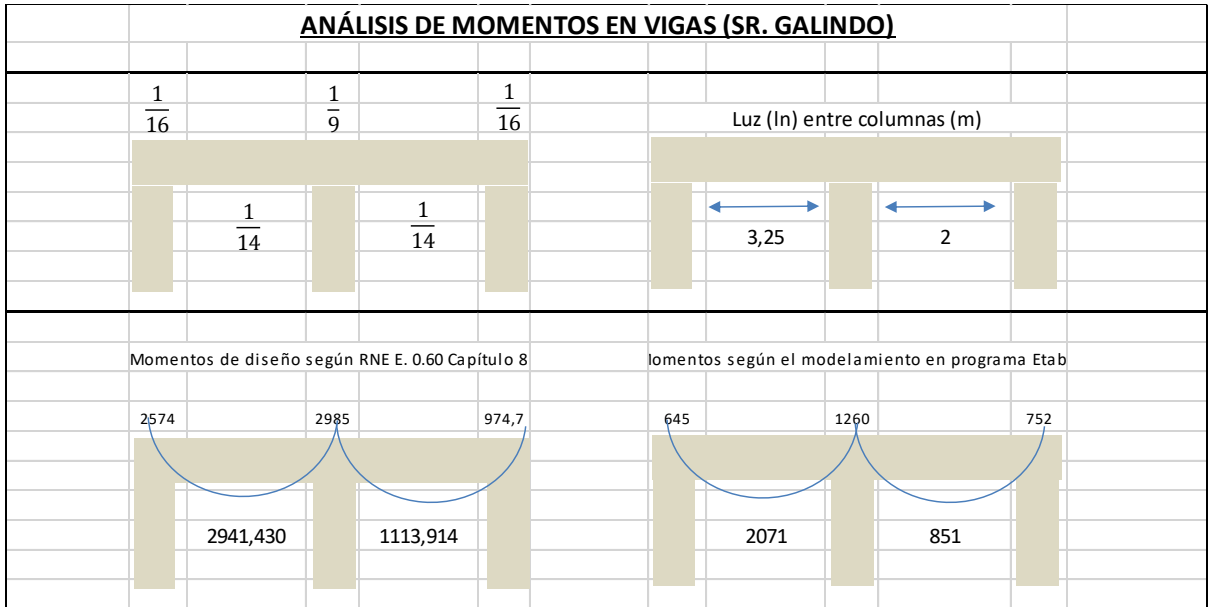 ANÁLISIS DE MOMENTOS EN VIGAS (SR. GALINDO)
1/16 1/9 1/16
1/14 1/14
Luz (ln) entre columnas (m)
3,25 2
Momentos de diseño según RNE E. 0.60 Capítulo 8
2574 2985 974,7
2941,430 1113,914
Iomentos según el modelamiento en programa Etab
645 1260 752
2071 851